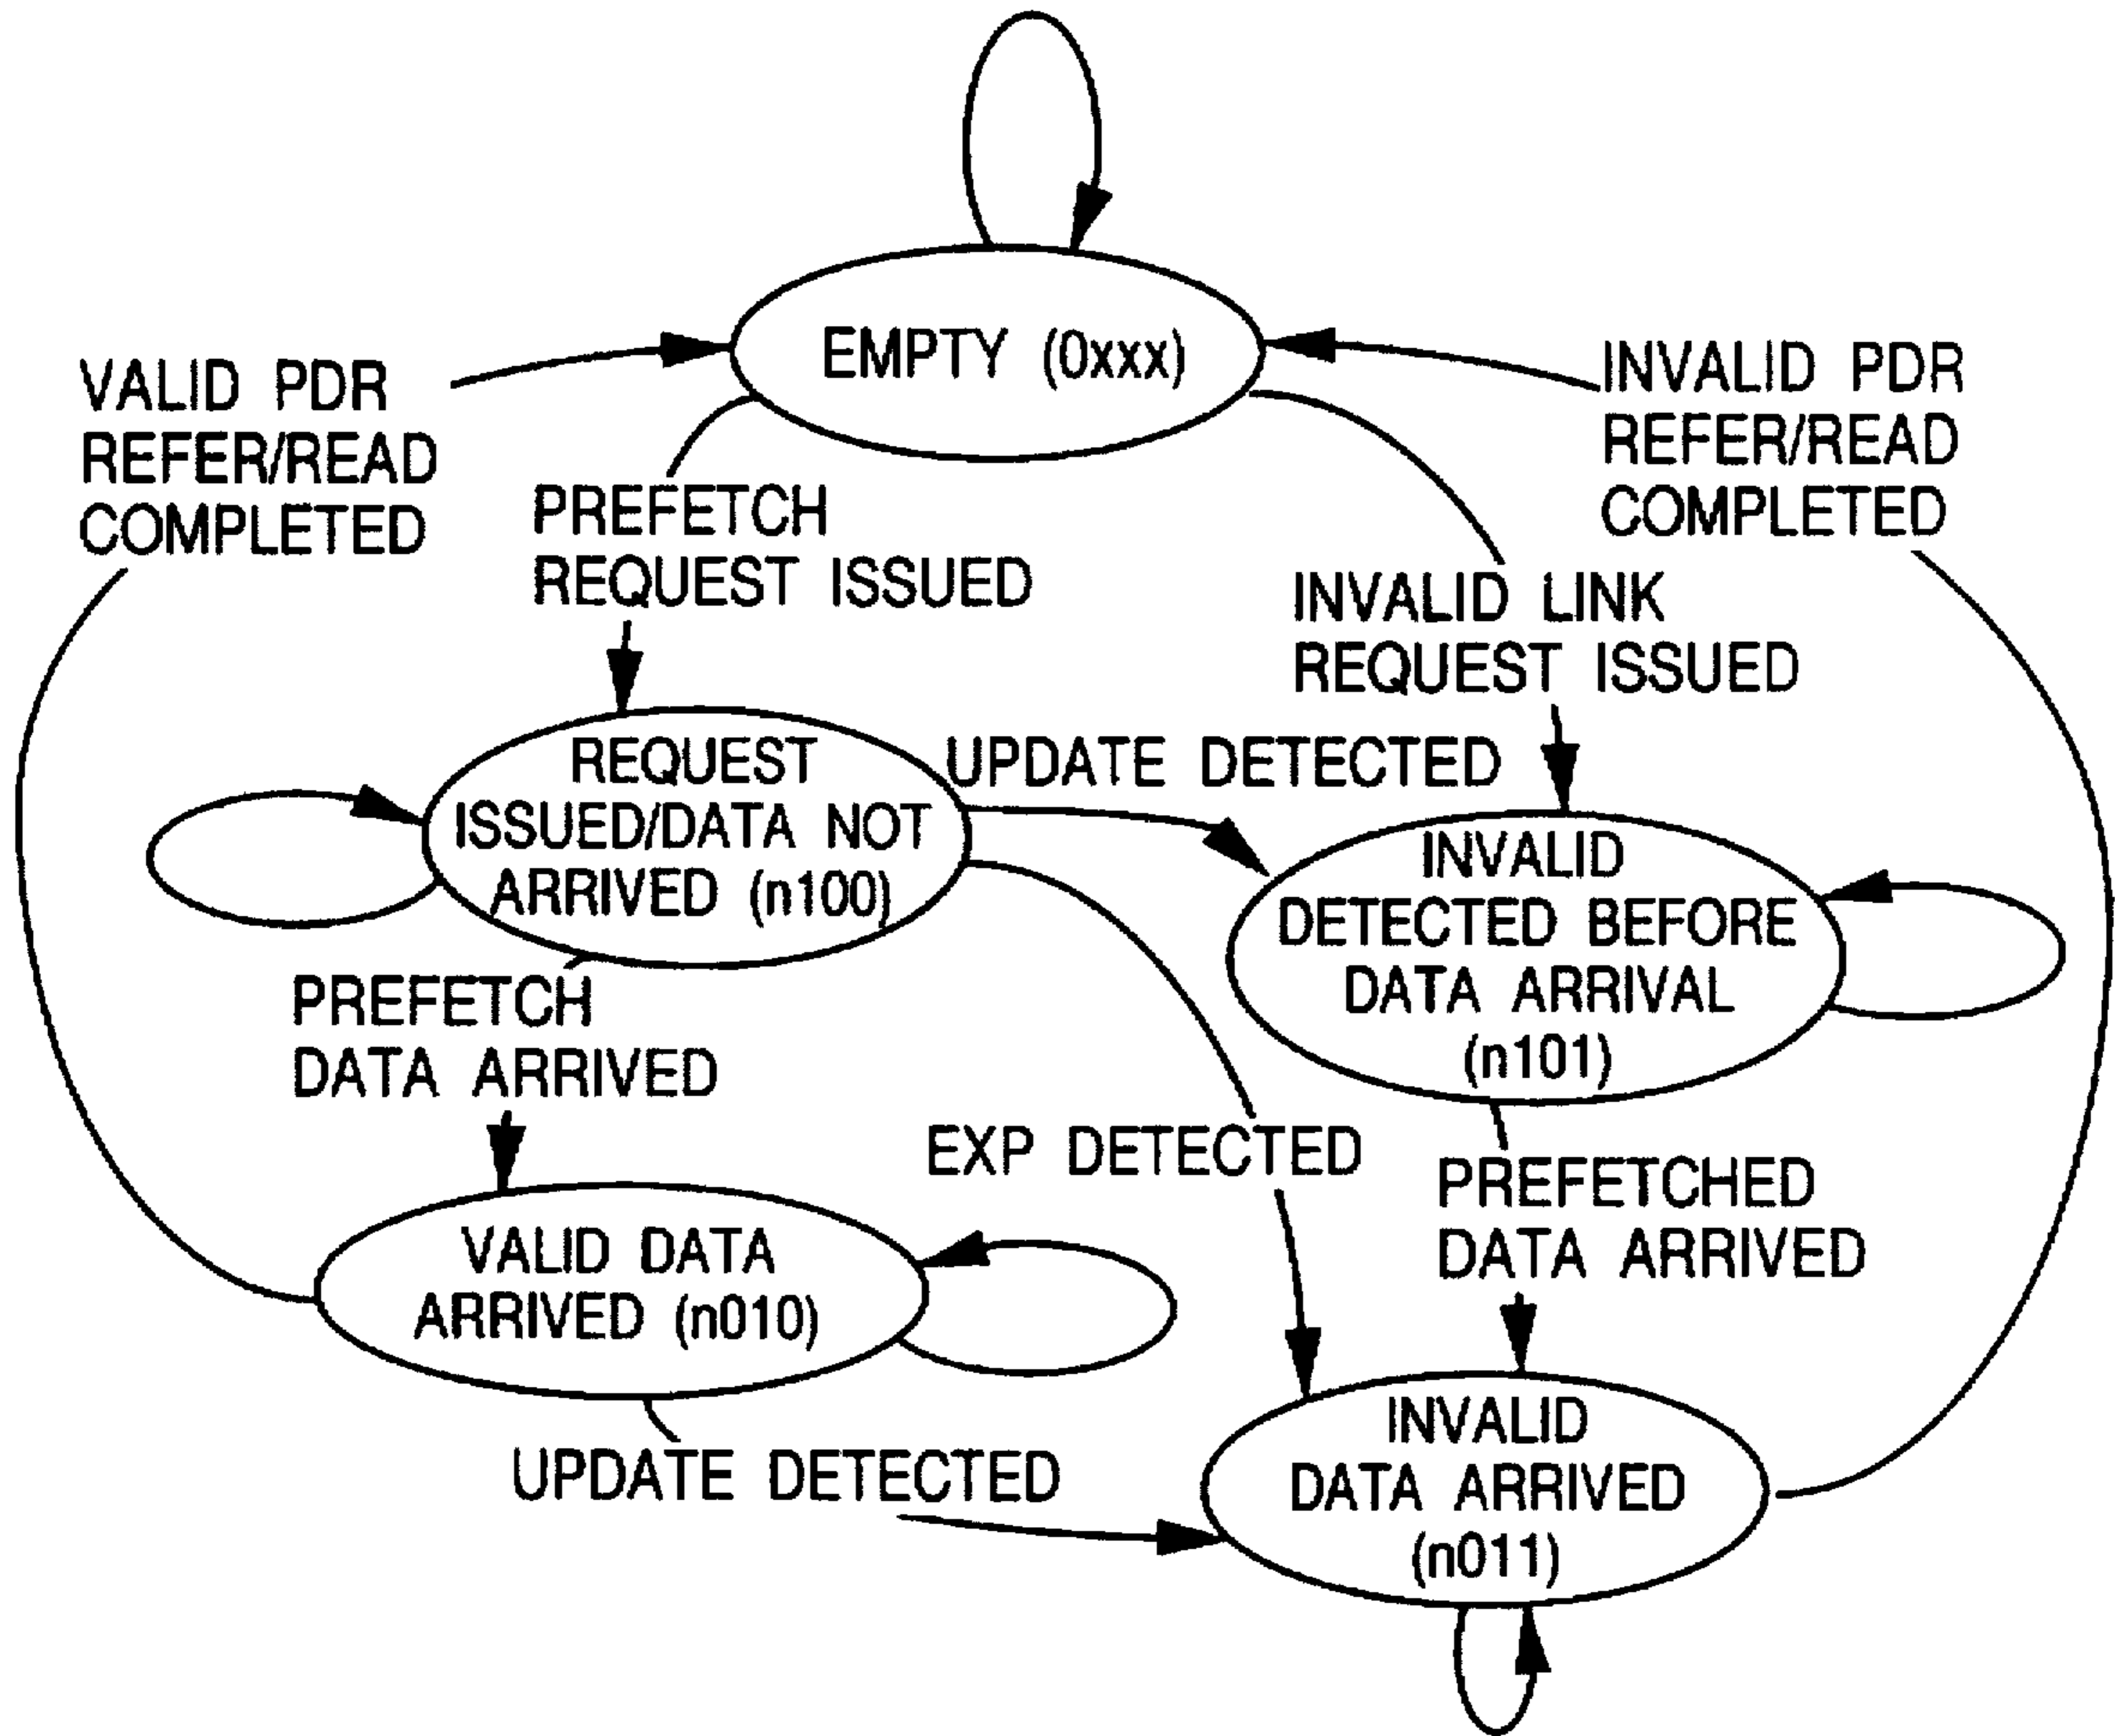 EMPTY (0xxx)
VALID PDR
REFER/READ
COMPLETED
INVALID PDR
REFER/READ
COMPLETED
PREFETCH
REQUEST ISSUED
INVALID LINK
REQUEST ISSUED
REQUEST
ISSUED/DATA NOT
ARRIVED (n100)
UPDATE DETECTED
INVALID
DETECTED BEFORE
DATA ARRIVAL
(n101)
PREFETCH
DATA ARRIVED
EXP DETECTED
PREFETCHED
DATA ARRIVED
VALID DATA
ARRIVED (n010)
UPDATE DETECTED
INVALID
DATA ARRIVED
(n011)